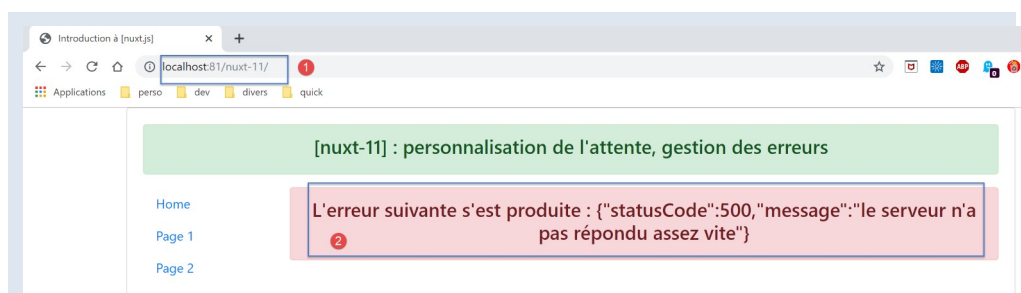 Introduction à [nuxt.js]
localhost:81/nuxt-11/
1
ABP
0
Applications perso dev divers quick
[nuxt-11] : personnalisation de l'attente, gestion des erreurs
Home
L'erreur suivante s'est produite : {"statusCode":500,"message":"le serveur n'a
Page 1
2
pas répondu assez vite"}
Page 2